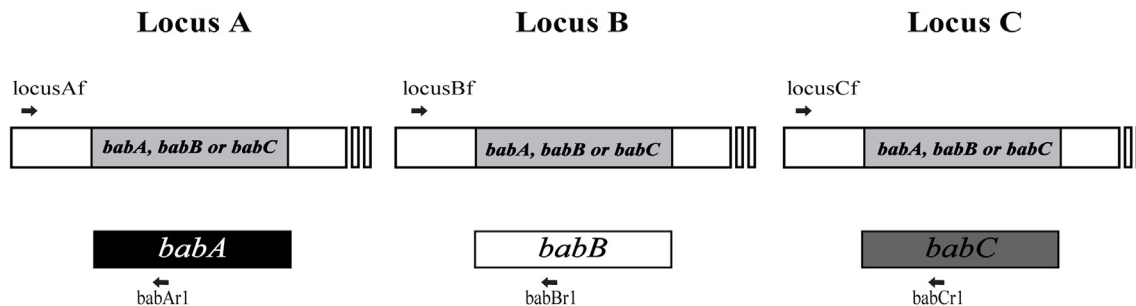 Locus A Locus B Locus C
locusAf locusBf locusCf
babA, babB or babC babA, babB or babC babA, babB or babC
babA babB babC
babAr1 babBr1 babCr1